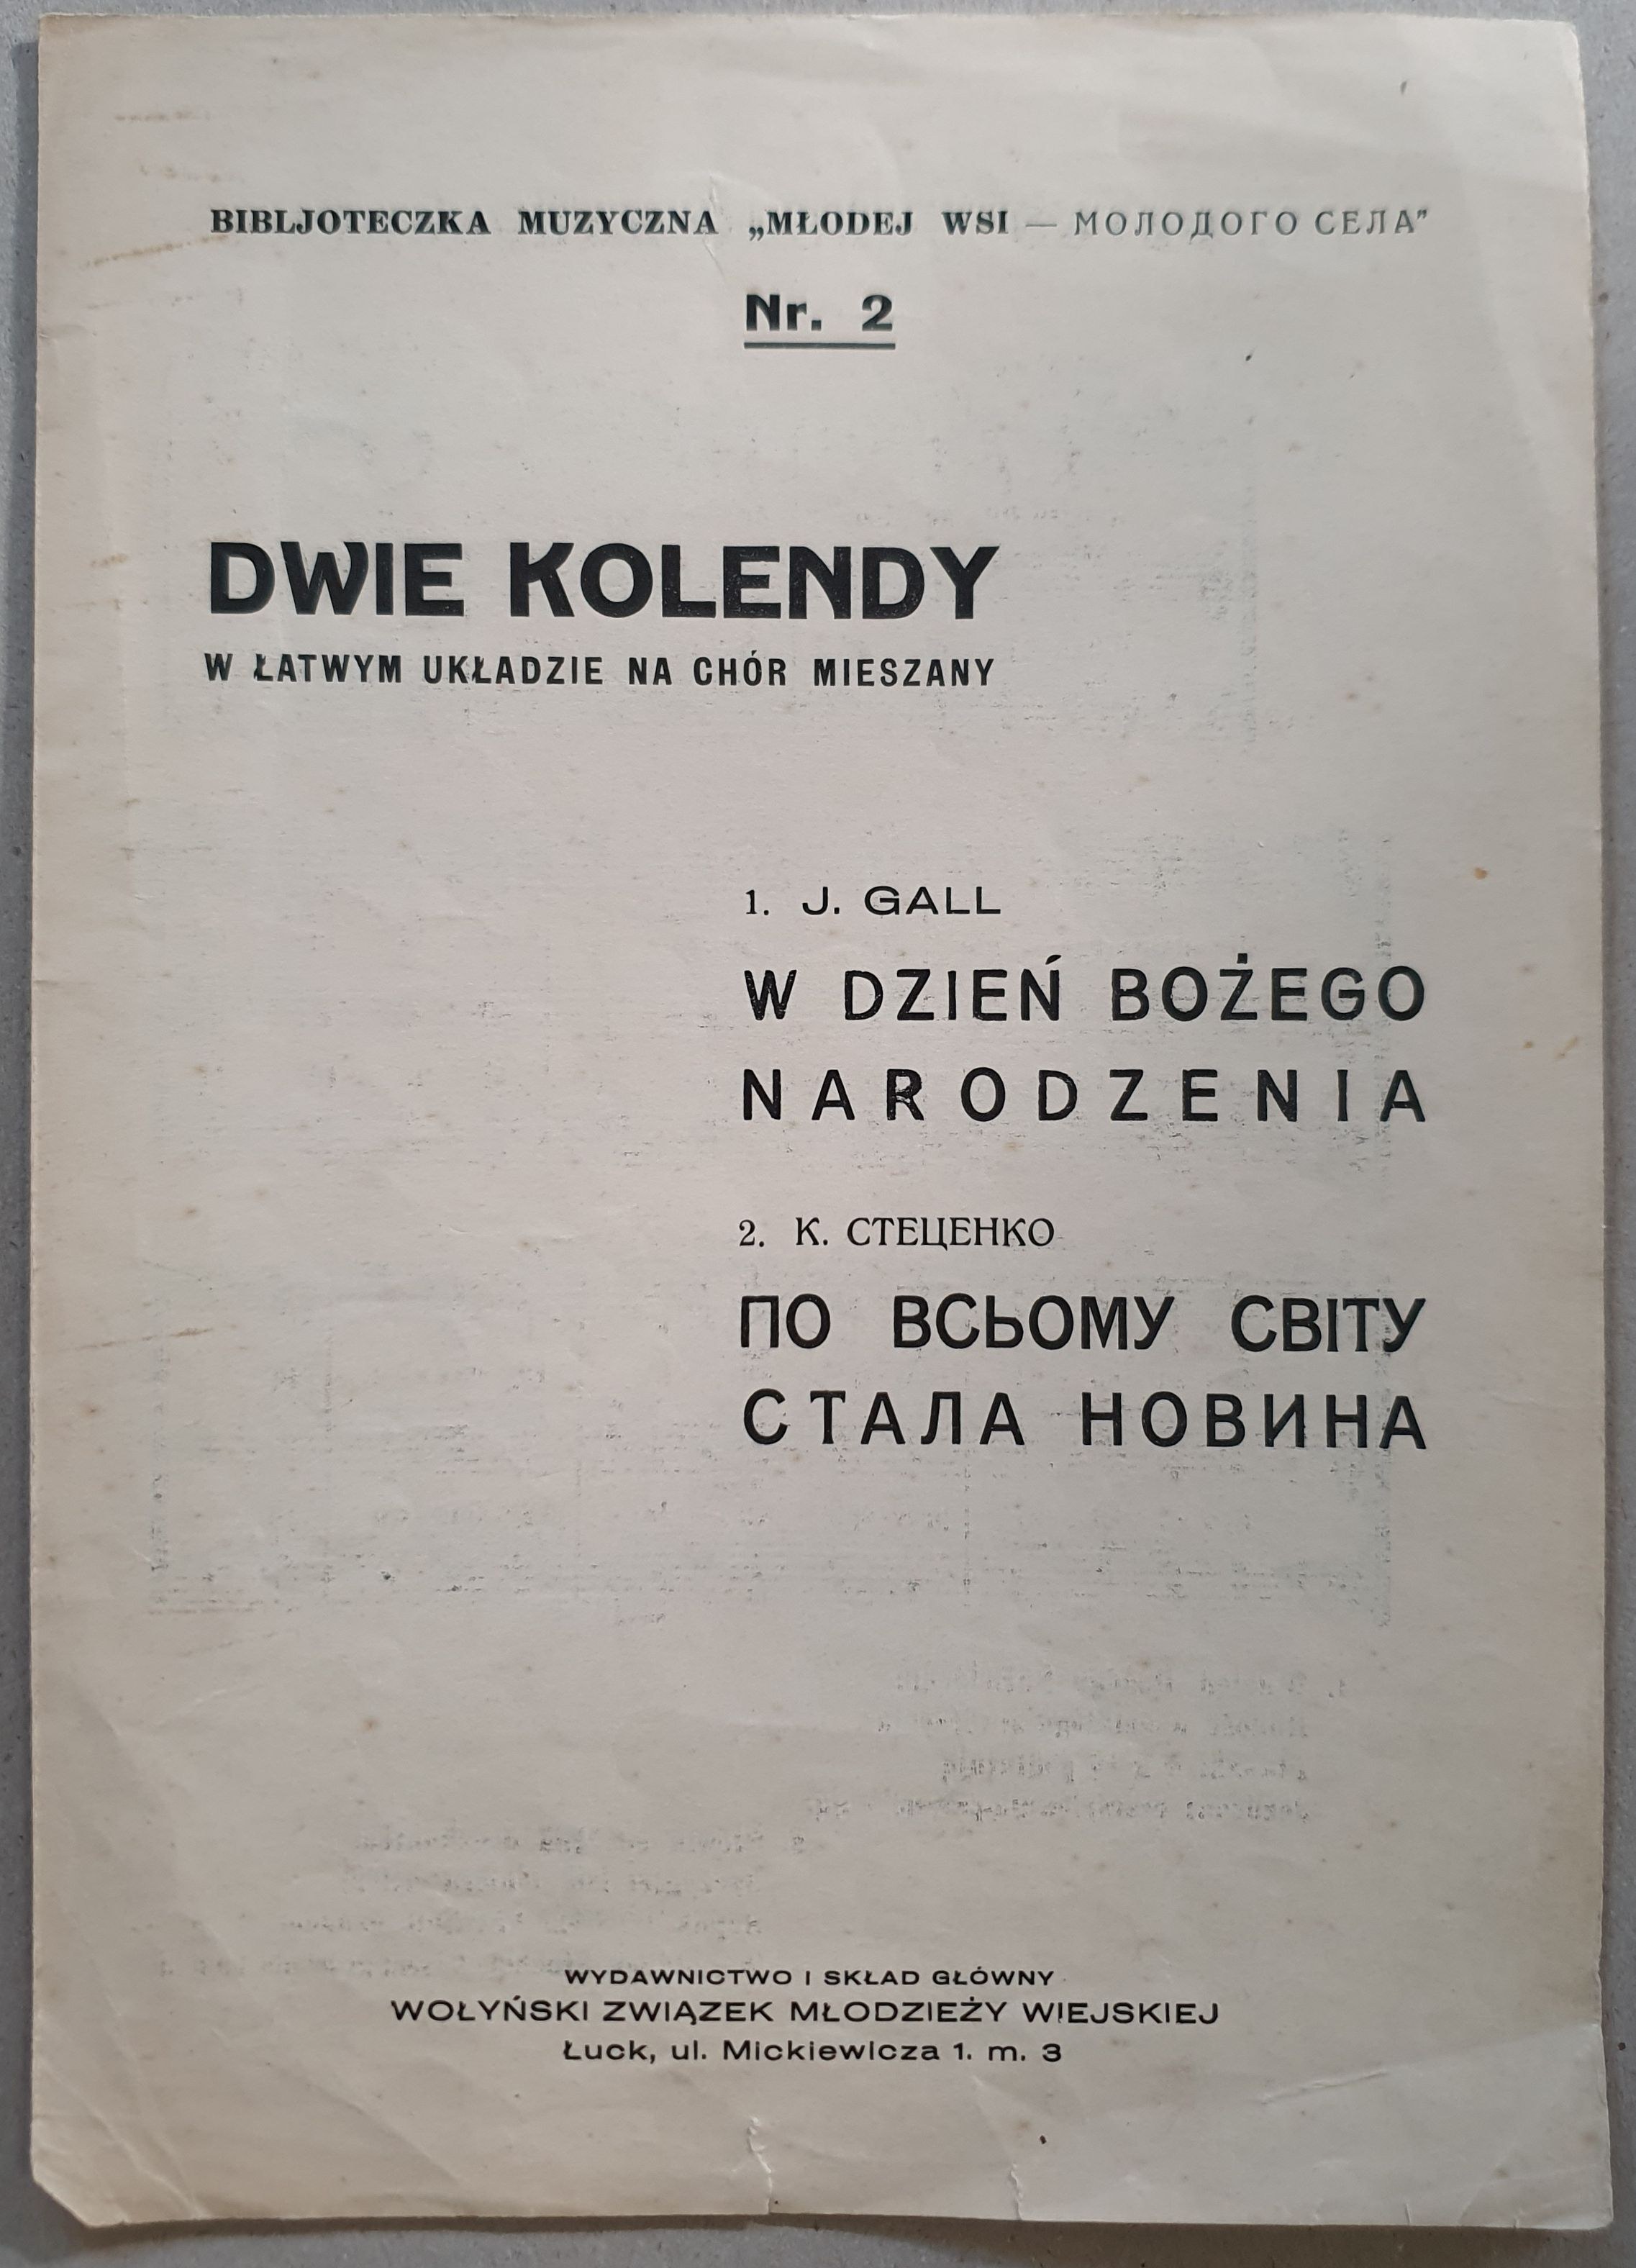 BIBLJOTECZKA MUZYCZNA „MŁODEJ WSI — МОЛОДОГО СЕЛА"
Nr. 2
DWIE KOLENDY
W ŁATWYM UKŁADZIE NA CHÓR MIESZANY
1. J. GALL
W DZIEŃ BOŻEGO
NARODZENIA
2. К. СТЕЦЕНКО
ПО ВСЬОМУ СВІТУ
СТАЛА НОВИНА
WYDAWNICTWO I SKŁAD GŁÓWNY
WOŁYŃSKI ZWIĄZEK MŁODZIEŻY WIEJSKIEJ
Łuck, ul. Mickiewicza 1. m. 3